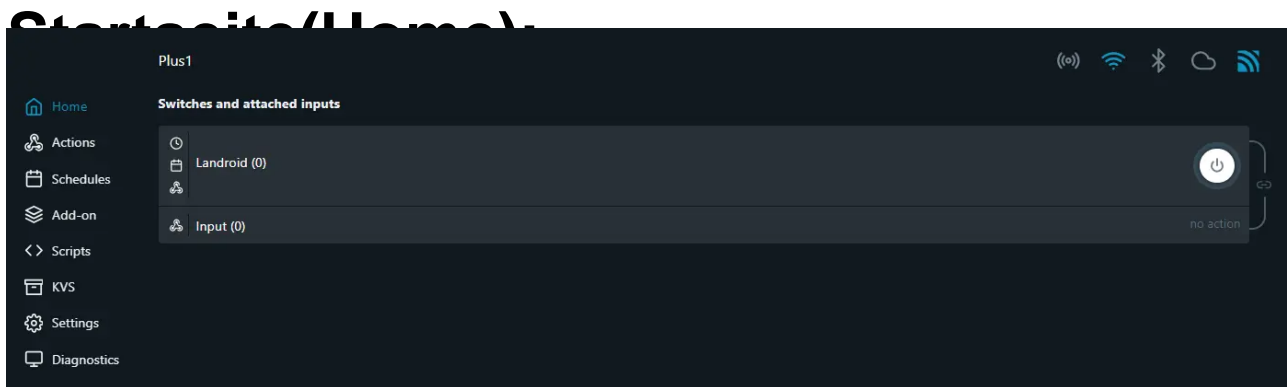 Startseite(Home):
Plus1
Home
Switches and attached inputs
Actions
Landroid (0)
Schedules
Add-on
Input (0)
no action
Scripts
KVS
Settings
Diagnostics